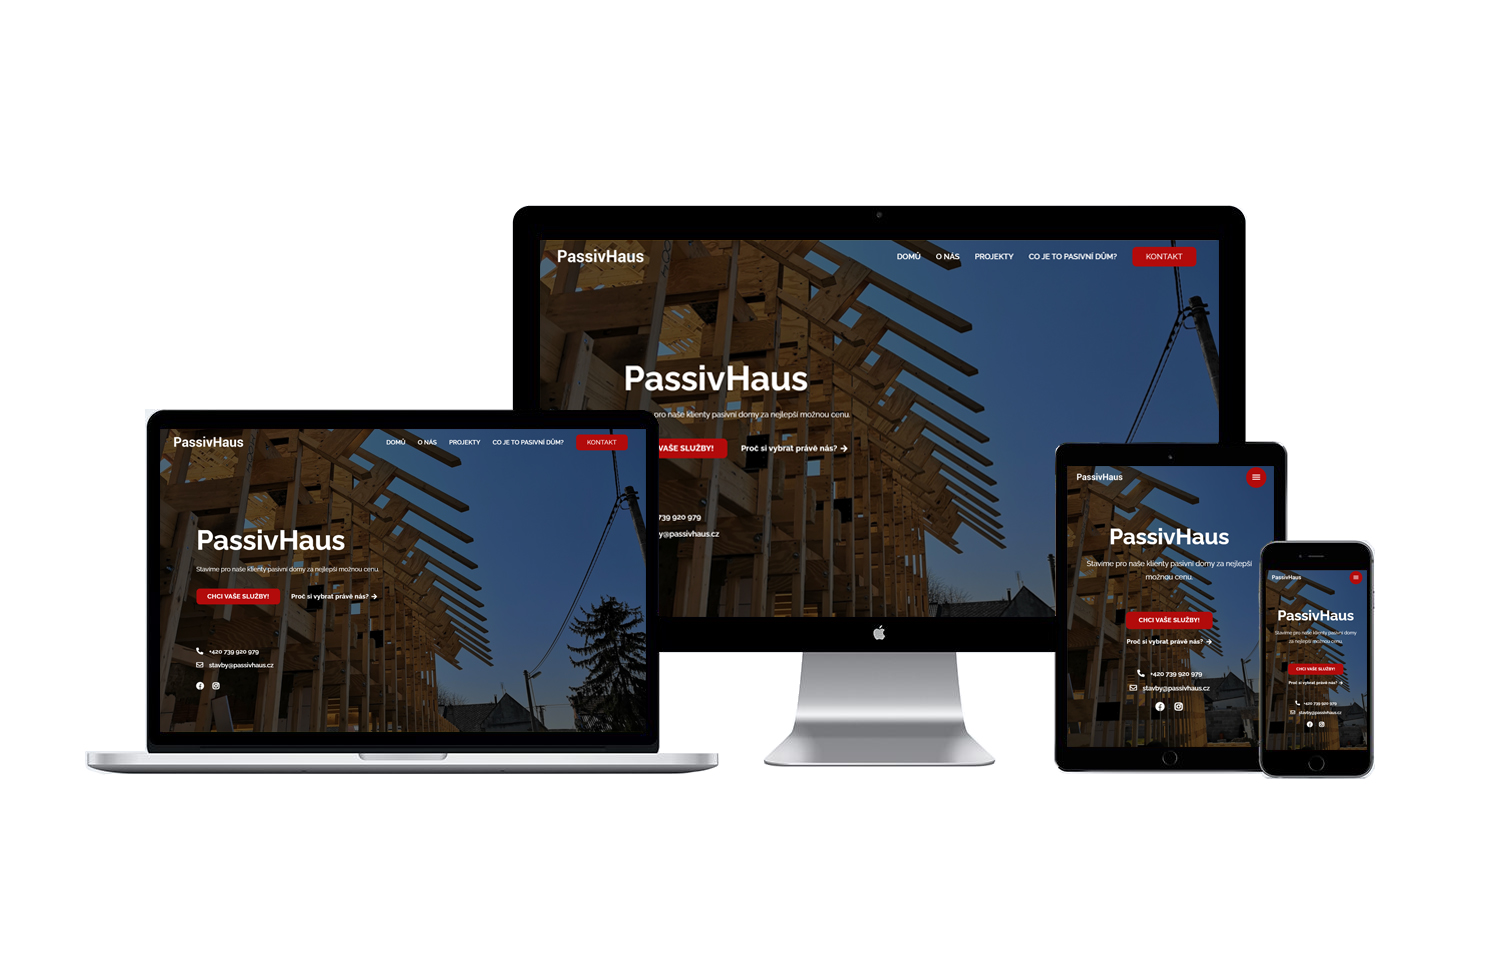 PassivHaus
DOMŮ O NÁS PROJEKTY CO JE TO PASIVNÍ DŮM? KONTAKT
PassivHaus
pro naše klienty pasivní domy za nejlepší možnou cenu.
VAŠE SLUŽBY! Proč si vybrat právě nás?
739 920 979
y@passivhaus.cz
PassivHaus
DOMŮ O NÁS PROJEKTY CO JE TO PASIVNÍ DŮM? KONTAKT
PassivHaus
Stavíme pro naše klienty pasivní domy za nejlepší možnou cenu.
CHCI VAŠE SLUŽBY! Proč si vybrat právě nás?
+420 739 920 979
stavby@passivhaus.cz
PassivHaus
PassivHaus
Stavíme pro naše klienty pasivní domy za nejlepší
možnou cenu.
CHCI VAŠE SLUŽBY!
Proč si vybrat právě nás?
+420 739 920 979
stavby@passivhaus.cz
PassivHaus
PassivHaus
Stavíme pro naše klienty pasivní domy
za nejlepší možnou cenu.
CHCI VAŠE SLUŽBY!
Proč si vybrat právě nás?
+420 739 920 979
stavby@passivhaus.cz